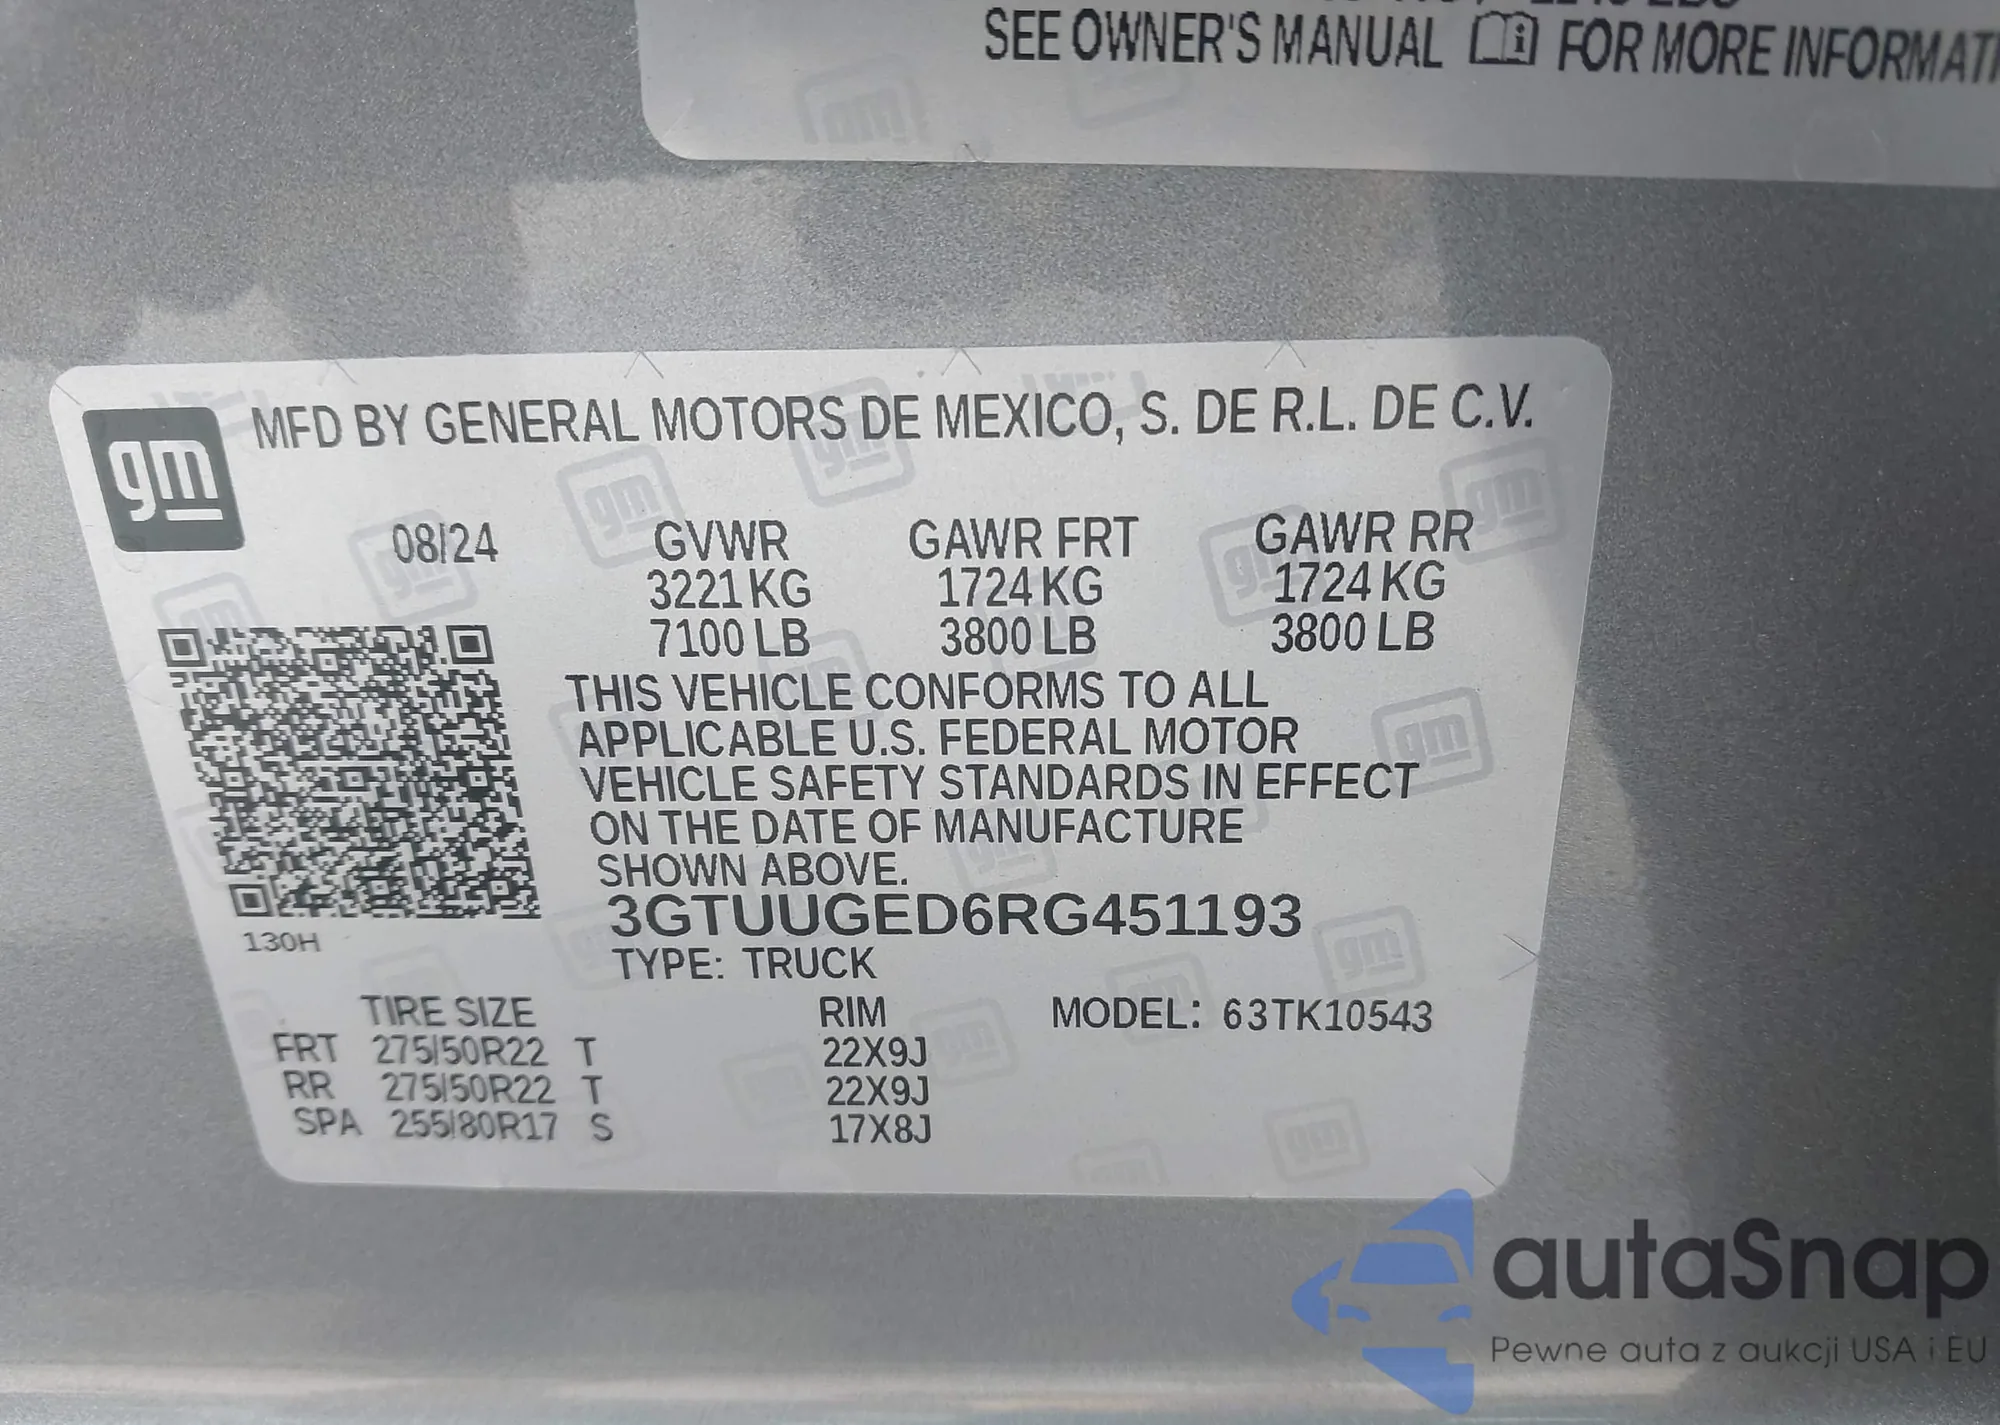 SEE OWNER'S MANUAL FOR MORE INFORMATI
gm MFD BY GENERAL MOTORS DE MEXICO, S. DE R.L. DE C.V.
08/24 GVWR GAWR FRT GAWR RR
3221 KG 1724 KG 1724 KG
7100 LB 3800 LB 3800 LB
THIS VEHICLE CONFORMS TO ALL
APPLICABLE U.S. FEDERAL MOTOR
VEHICLE SAFETY STANDARDS IN EFFECT
ON THE DATE OF MANUFACTURE
SHOWN ABOVE.
3GTUUGED6RG451193
130H
TYPE: TRUCK
TIRE SIZE RIM MODEL: 63TK10543
FRT 275/50R22 T 22X9J
RR 275/50R22 T 22X9J
SPA 255/80R17 S 17X8J
autaSnap
Pewne auta z aukcji USA i EU